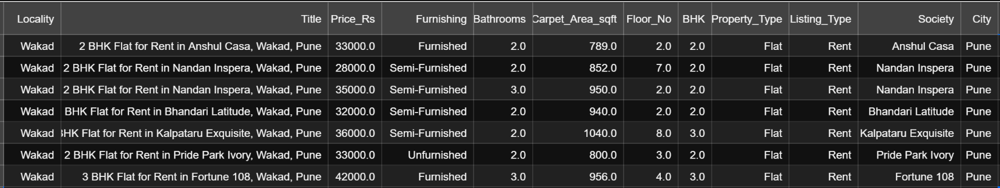 Locality Title Price_Rs Furnishing Bathrooms Carpet_Area_sqft Floor_No BHK Property_Type Listing_Type Society City
Wakad 2 BHK Flat for Rent in Anshul Casa, Wakad, Pune 33000.0 Furnished 2.0 789.0 2.0 2.0 Flat Rent Anshul Casa Pune
Wakad 2 BHK Flat for Rent in Nandan Inspera, Wakad, Pune 28000.0 Semi-Furnished 2.0 852.0 7.0 2.0 Flat Rent Nandan Inspera Pune
Wakad 2 BHK Flat for Rent in Nandan Inspera, Wakad, Pune 35000.0 Semi-Furnished 3.0 950.0 2.0 2.0 Flat Rent Nandan Inspera Pune
Wakad BHK Flat for Rent in Bhandari Latitude, Wakad, Pune 32000.0 Semi-Furnished 2.0 940.0 2.0 2.0 Flat Rent Bhandari Latitude Pune
Wakad BHK Flat for Rent in Kalpataru Exquisite, Wakad, Pune 36000.0 Semi-Furnished 2.0 1040.0 8.0 3.0 Flat Rent Kalpataru Exquisite Pune
Wakad 2 BHK Flat for Rent in Pride Park Ivory, Wakad, Pune 33000.0 Unfurnished 2.0 800.0 3.0 2.0 Flat Rent Pride Park Ivory Pune
Wakad 3 BHK Flat for Rent in Fortune 108, Wakad, Pune 42000.0 Furnished 3.0 956.0 4.0 3.0 Flat Rent Fortune 108 Pune